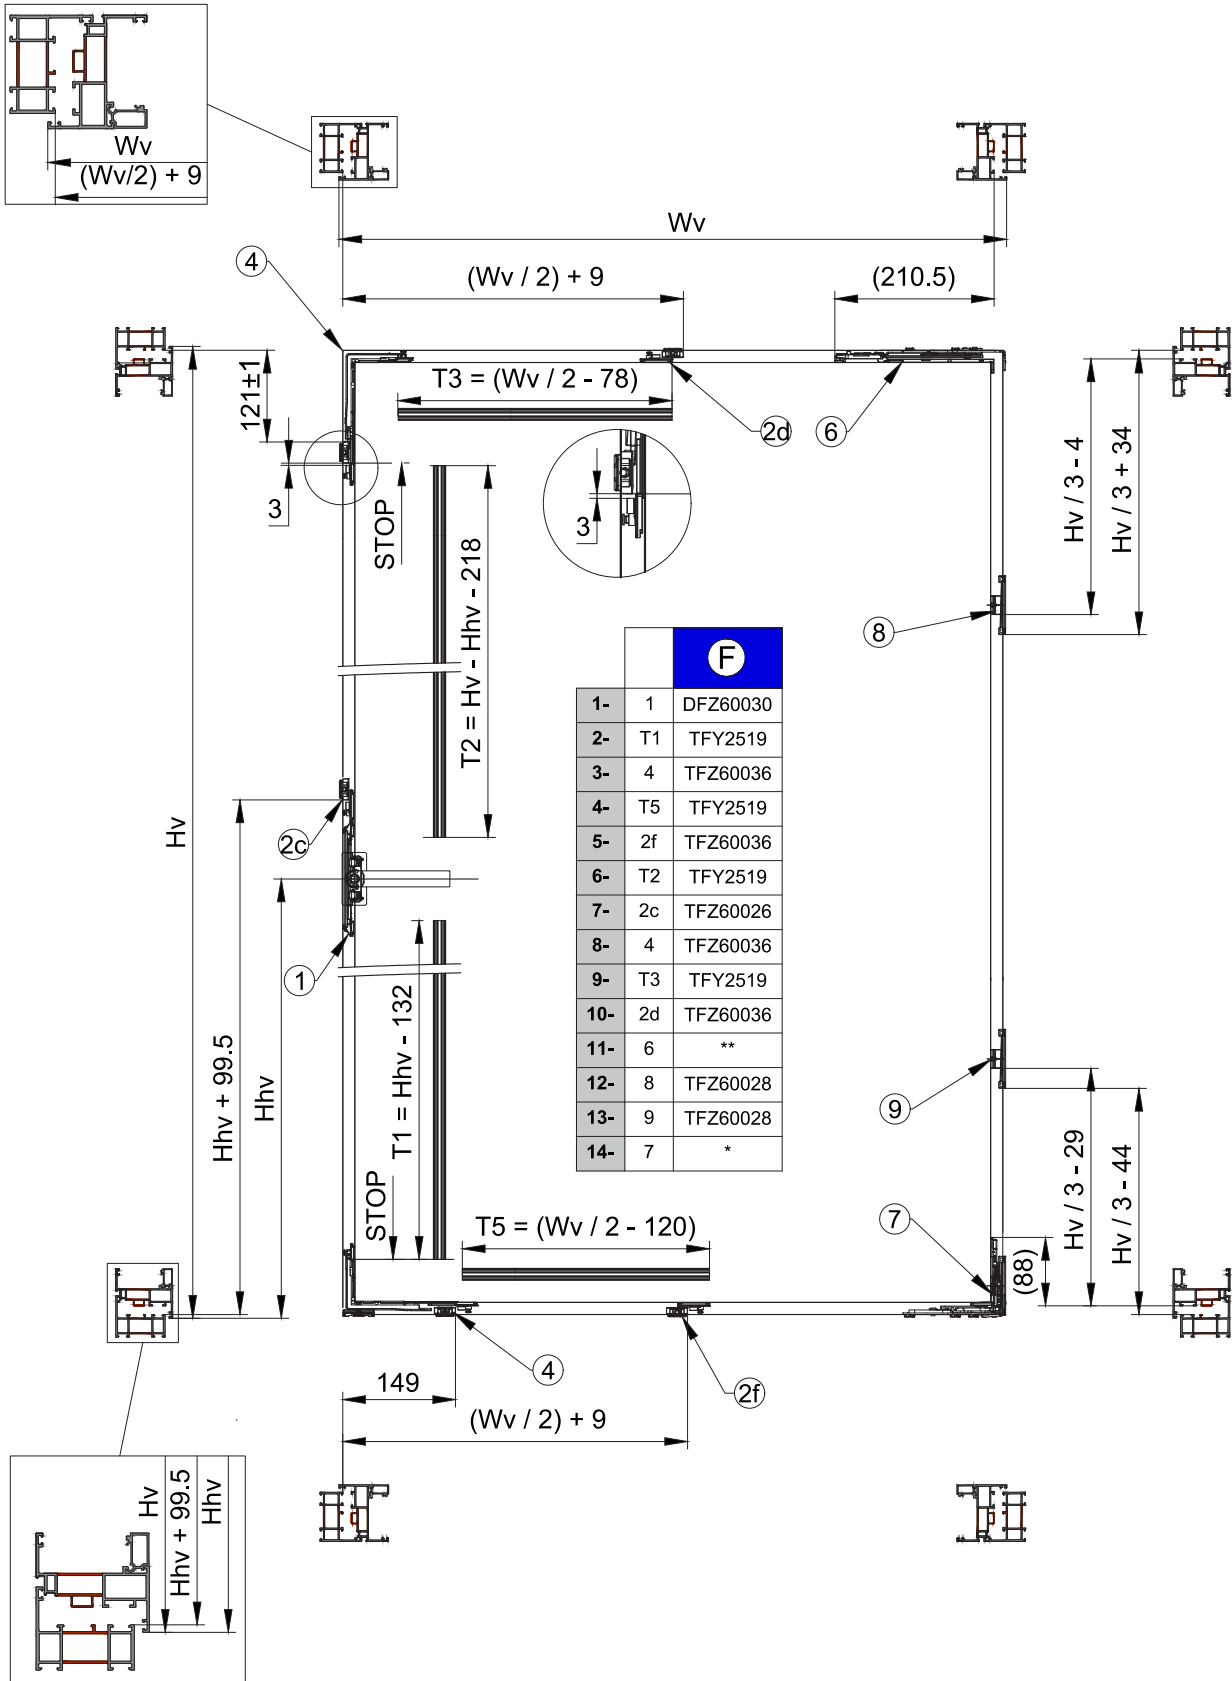 Wv
(Wv/2) + 9
Wv
4
(Wv / 2) + 9
(210.5)
121±1
T3 = (Wv / 2 - 78)
2d
6
3
STOP
3
Hv / 3 - 4
Hv / 3 + 34
8
T2 = Hv - Hhv - 218
F
1- 1 DFZ60030
2- T1 TFY2519
3- 4 TFZ60036
4- T5 TFY2519
5- 2f TFZ60036
6- T2 TFY2519
7- 2c TFZ60026
8- 4 TFZ60036
9- T3 TFY2519
10- 2d TFZ60036
11- 6 **
12- 8 TFZ60028
13- 9 TFZ60028
14- 7 *
Hv
2c
1
Hhv + 99.5
Hhv
T1 = Hhv - 132
STOP
9
Hv / 3 - 29
Hv / 3 - 44
7
(88)
T5 = (Wv / 2 - 120)
4
149
2f
(Wv / 2) + 9
Hv
Hhv + 99.5
Hhv